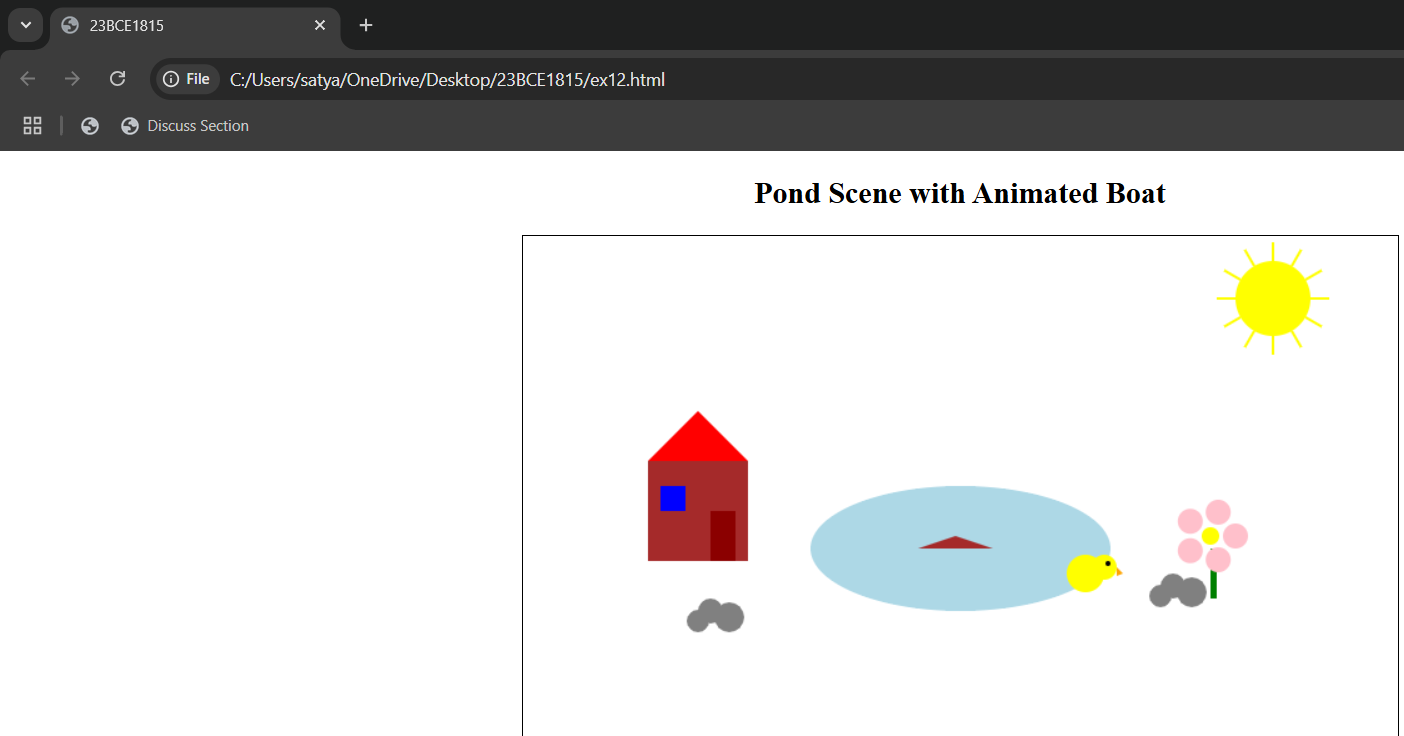 23BCE1815
File C:/Users/satya/OneDrive/Desktop/23BCE1815/ex12.html
Discuss Section
Pond Scene with Animated Boat